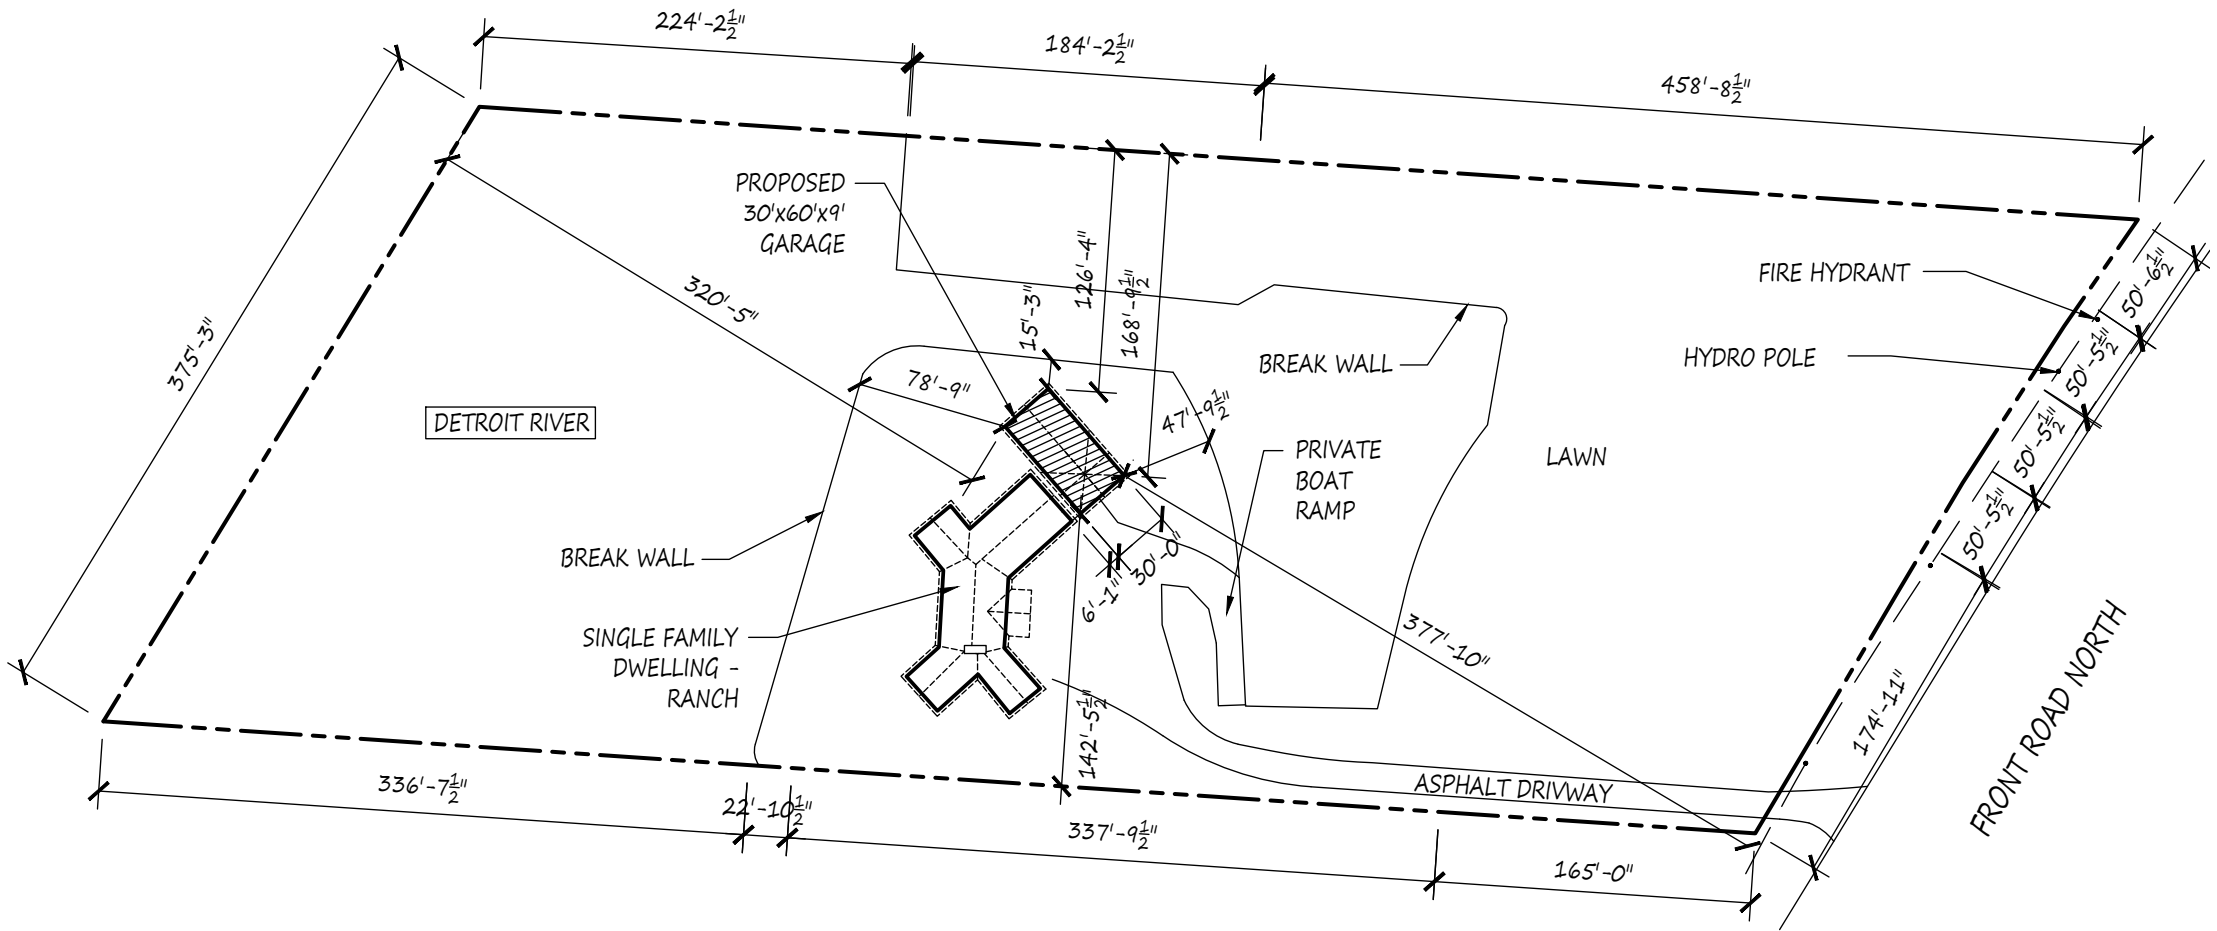 224'-2 1/2"
184'-2 1/2"
458'-8 1/2"
375'-3"
PROPOSED
30'x60'x9'
GARAGE
320'-5"
126'-4"
168'-9 1/2"
15'-3"
78'-9"
47'-9 1/2"
BREAK WALL
FIRE HYDRANT
HYDRO POLE
50'-6 1/2"
50'-5 1/2"
50'-5 1/2"
50'-5 1/2"
DETROIT RIVER
PRIVATE
BOAT
RAMP
LAWN
BREAK WALL
30'-0"
6'-1"
SINGLE FAMILY
DWELLING -
RANCH
377'-10"
142'-5 1/2"
174'-11"
FRONT ROAD NORTH
ASPHALT DRIVWAY
336'-7 1/2"
22'-10 1/2"
337'-9 1/2"
165'-0"